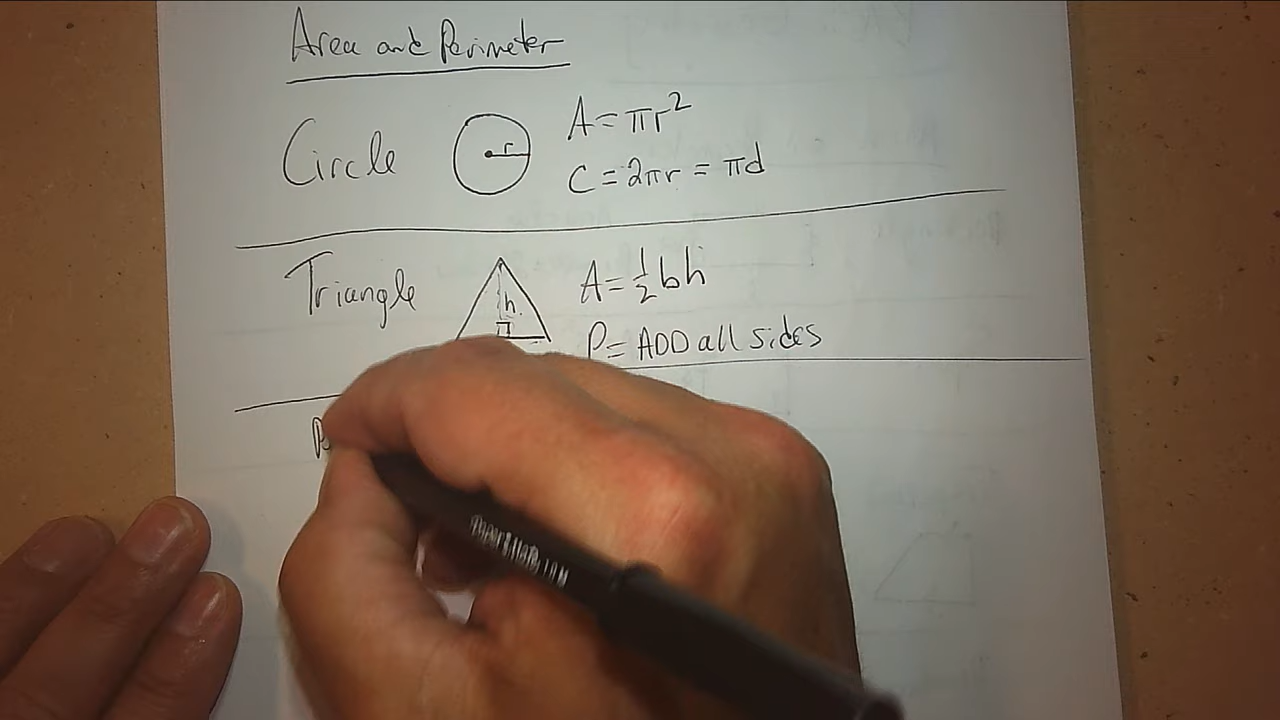 Area and Perimeter
Circle
r
A = πr²
C = 2πr = πd
Triangle
h
A = ½bh
P = ADD all sides